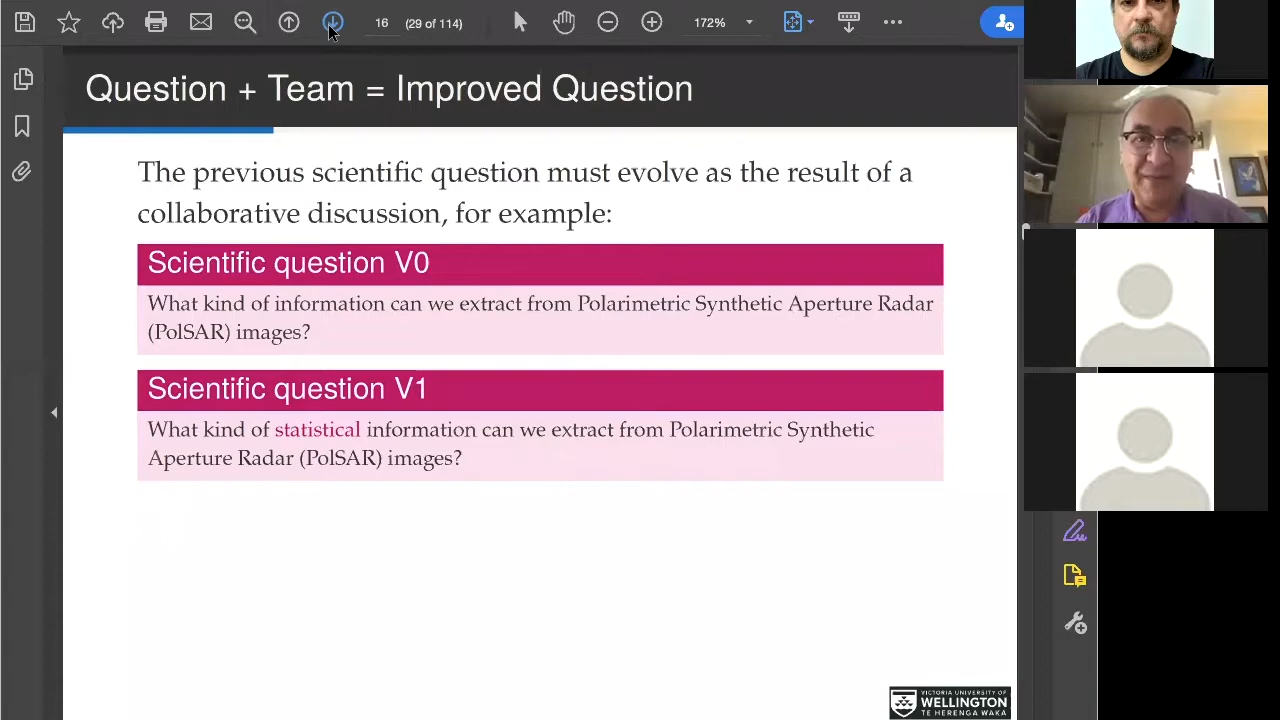 16 (29 of 114) 172%
Question + Team = Improved Question
The previous scientific question must evolve as the result of a
collaborative discussion, for example:
Scientific question V0
What kind of information can we extract from Polarimetric Synthetic Aperture Radar
(PolSAR) images?
Scientific question V1
What kind of statistical information can we extract from Polarimetric Synthetic
Aperture Radar (PolSAR) images?
VICTORIA UNIVERSITY OF
WELLINGTON
TE HERENGA WAKA